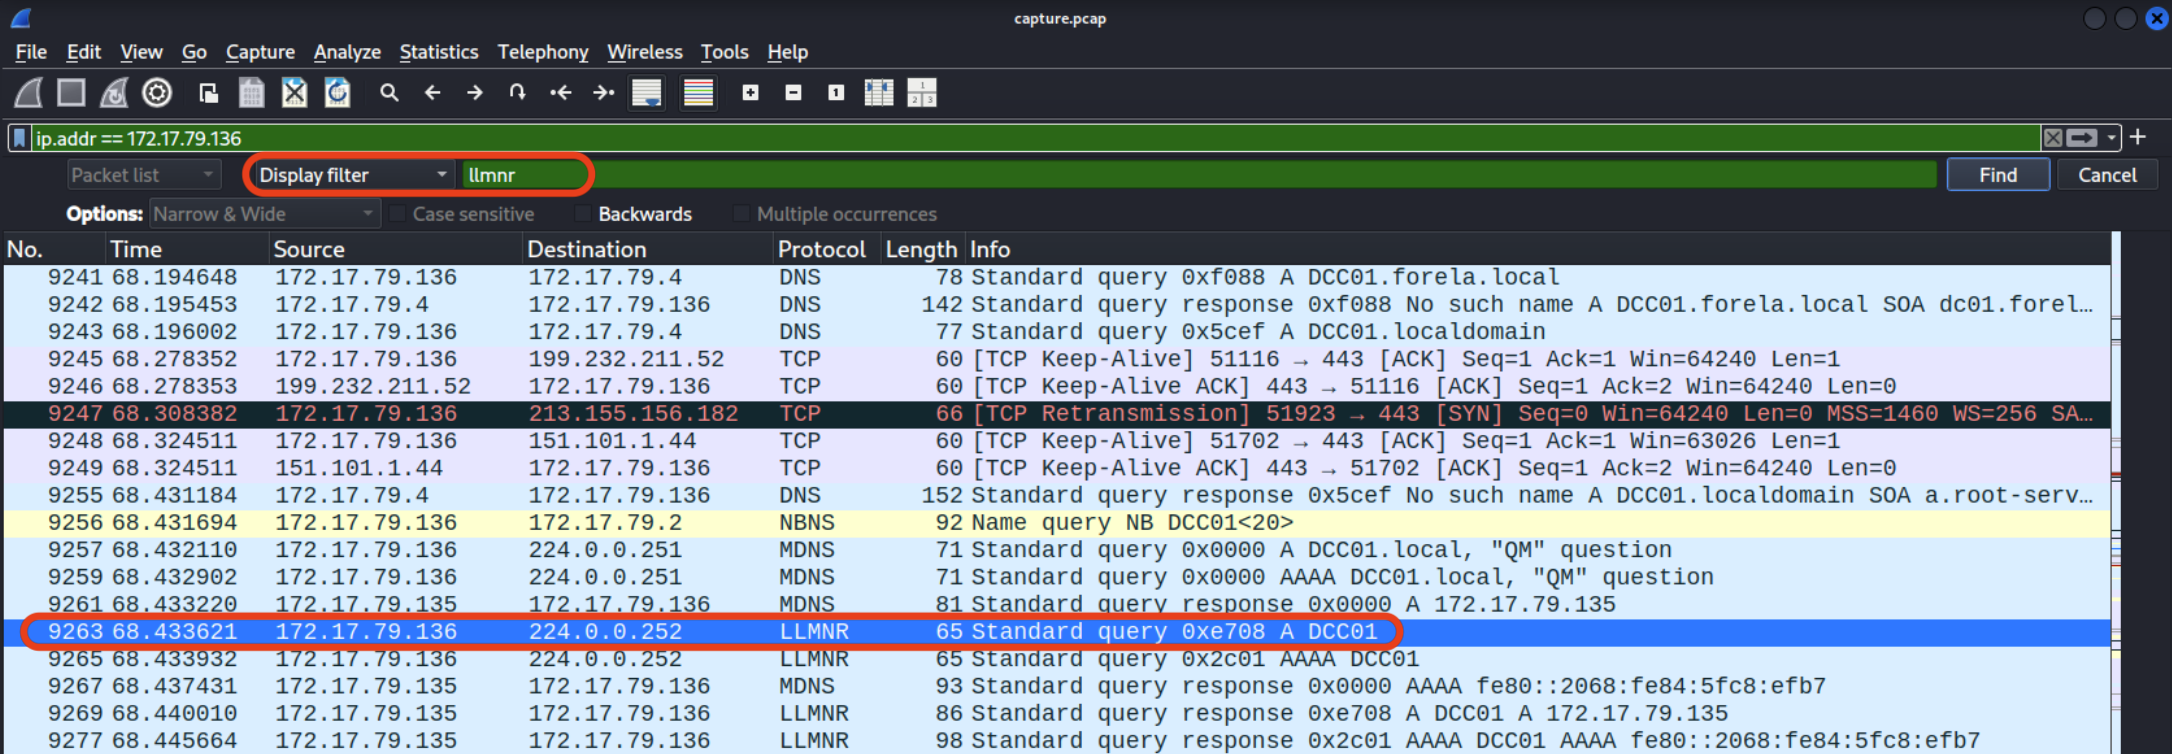 capture.pcap
File Edit View Go Capture Analyze Statistics Telephony Wireless Tools Help
ip.addr == 172.17.79.136
Packet list Display filter llmnr Find Cancel
Options: Narrow & Wide Case sensitive Backwards Multiple occurrences
No. Time Source Destination Protocol Length Info
9241 68.194648 172.17.79.136 172.17.79.4 DNS 78 Standard query 0xf088 A DCC01.forela.local
9242 68.195453 172.17.79.4 172.17.79.136 DNS 142 Standard query response 0xf088 No such name A DCC01.forela.local SOA dc01.forel…
9243 68.196002 172.17.79.136 172.17.79.4 DNS 77 Standard query 0x5cef A DCC01.localdomain
9245 68.278352 172.17.79.136 199.232.211.52 TCP 60 [TCP Keep-Alive] 51116 → 443 [ACK] Seq=1 Ack=1 Win=64240 Len=1
9246 68.278353 199.232.211.52 172.17.79.136 TCP 60 [TCP Keep-Alive ACK] 443 → 51116 [ACK] Seq=1 Ack=2 Win=64240 Len=0
9247 68.308382 172.17.79.136 213.155.156.182 TCP 66 [TCP Retransmission] 51923 → 443 [SYN] Seq=0 Win=64240 Len=0 MSS=1460 WS=256 SA…
9248 68.324511 172.17.79.136 151.101.1.44 TCP 60 [TCP Keep-Alive] 51702 → 443 [ACK] Seq=1 Ack=1 Win=63026 Len=1
9249 68.324511 151.101.1.44 172.17.79.136 TCP 60 [TCP Keep-Alive ACK] 443 → 51702 [ACK] Seq=1 Ack=2 Win=64240 Len=0
9255 68.431184 172.17.79.4 172.17.79.136 DNS 152 Standard query response 0x5cef No such name A DCC01.localdomain SOA a.root-serv…
9256 68.431694 172.17.79.136 172.17.79.2 NBNS 92 Name query NB DCC01<20>
9257 68.432110 172.17.79.136 224.0.0.251 MDNS 71 Standard query 0x0000 A DCC01.local, "QM" question
9259 68.432902 172.17.79.136 224.0.0.251 MDNS 71 Standard query 0x0000 AAAA DCC01.local, "QM" question
9261 68.433220 172.17.79.135 172.17.79.136 MDNS 81 Standard query response 0x0000 A 172.17.79.135
9263 68.433621 172.17.79.136 224.0.0.252 LLMNR 65 Standard query 0xe708 A DCC01
9265 68.433932 172.17.79.136 224.0.0.252 LLMNR 65 Standard query 0x2c01 AAAA DCC01
9267 68.437431 172.17.79.135 172.17.79.136 MDNS 93 Standard query response 0x0000 AAAA fe80::2068:fe84:5fc8:efb7
9269 68.440010 172.17.79.135 172.17.79.136 LLMNR 86 Standard query response 0xe708 A DCC01 A 172.17.79.135
9277 68.445664 172.17.79.135 172.17.79.136 LLMNR 98 Standard query response 0x2c01 AAAA DCC01 AAAA fe80::2068:fe84:5fc8:efb7